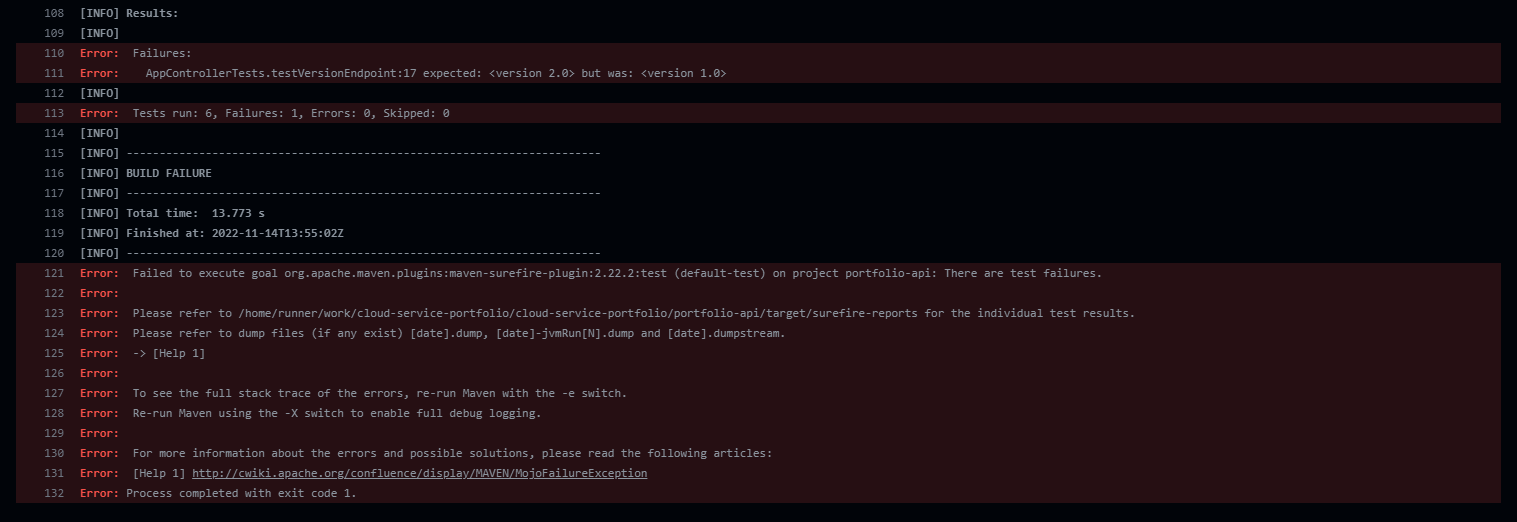 108 [INFO] Results:
109 [INFO]
110 Error:  Failures:
111 Error:    AppControllerTests.testVersionEndpoint:17 expected: <version 2.0> but was: <version 1.0>
112 [INFO]
113 Error:  Tests run: 6, Failures: 1, Errors: 0, Skipped: 0
114 [INFO]
115 [INFO] ------------------------------------------------------------------------
116 [INFO] BUILD FAILURE
117 [INFO] ------------------------------------------------------------------------
118 [INFO] Total time:  13.773 s
119 [INFO] Finished at: 2022-11-14T13:55:02Z
120 [INFO] ------------------------------------------------------------------------
121 Error:  Failed to execute goal org.apache.maven.plugins:maven-surefire-plugin:2.22.2:test (default-test) on project portfolio-api: There are test failures.
122 Error:
123 Error:  Please refer to /home/runner/work/cloud-service-portfolio/cloud-service-portfolio/portfolio-api/target/surefire-reports for the individual test results.
124 Error:  Please refer to dump files (if any exist) [date].dump, [date]-jvmRun[N].dump and [date].dumpstream.
125 Error:  -> [Help 1]
126 Error:
127 Error:  To see the full stack trace of the errors, re-run Maven with the -e switch.
128 Error:  Re-run Maven using the -X switch to enable full debug logging.
129 Error:
130 Error:  For more information about the errors and possible solutions, please read the following articles:
131 Error:  [Help 1] http://cwiki.apache.org/confluence/display/MAVEN/MojoFailureException
132 Error: Process completed with exit code 1.